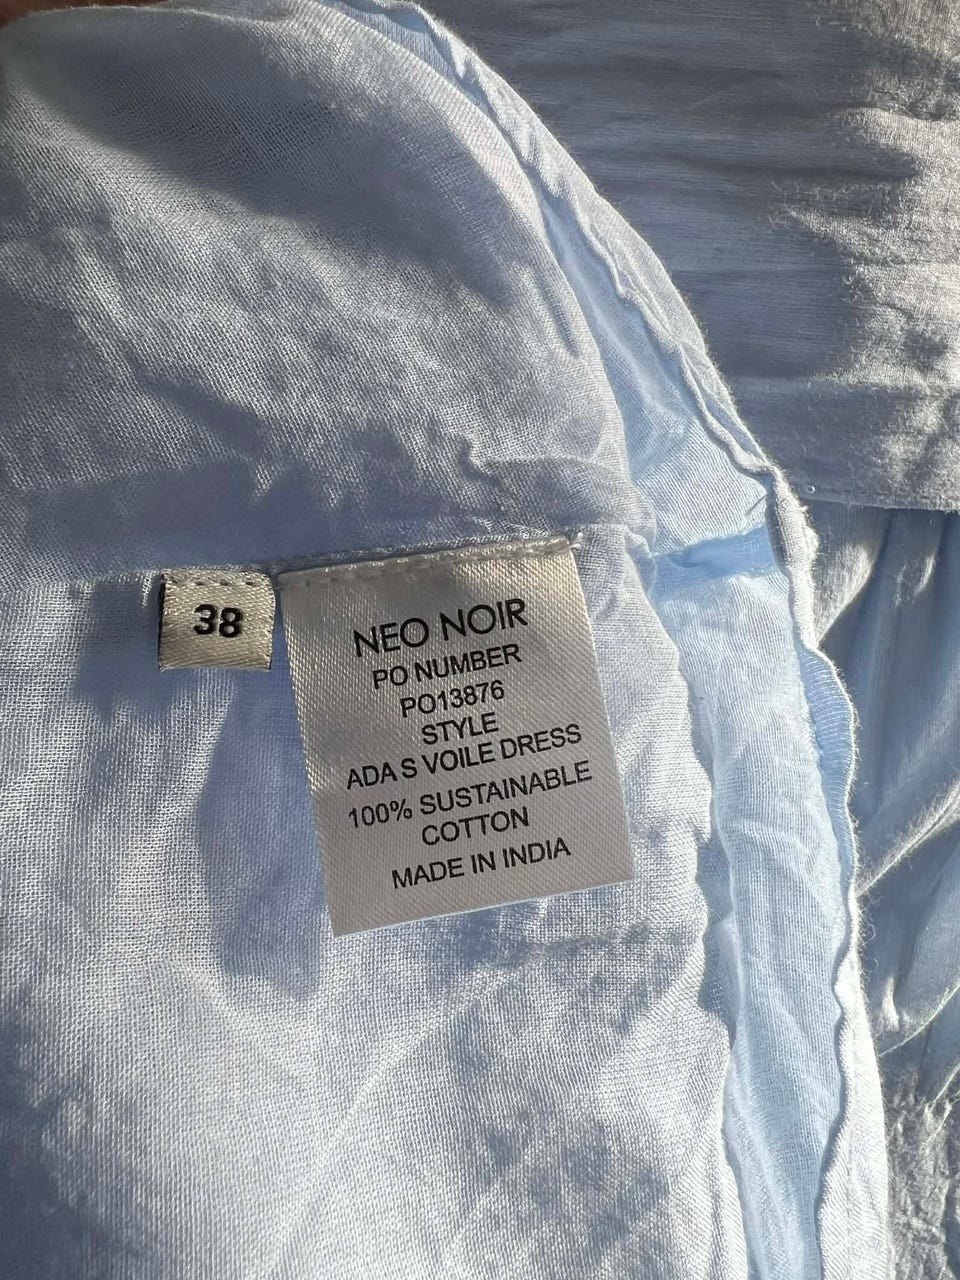 38
NEO NOIR
PO NUMBER
PO13876
STYLE
ADA S VOILE DRESS
100% SUSTAINABLE
COTTON
MADE IN INDIA